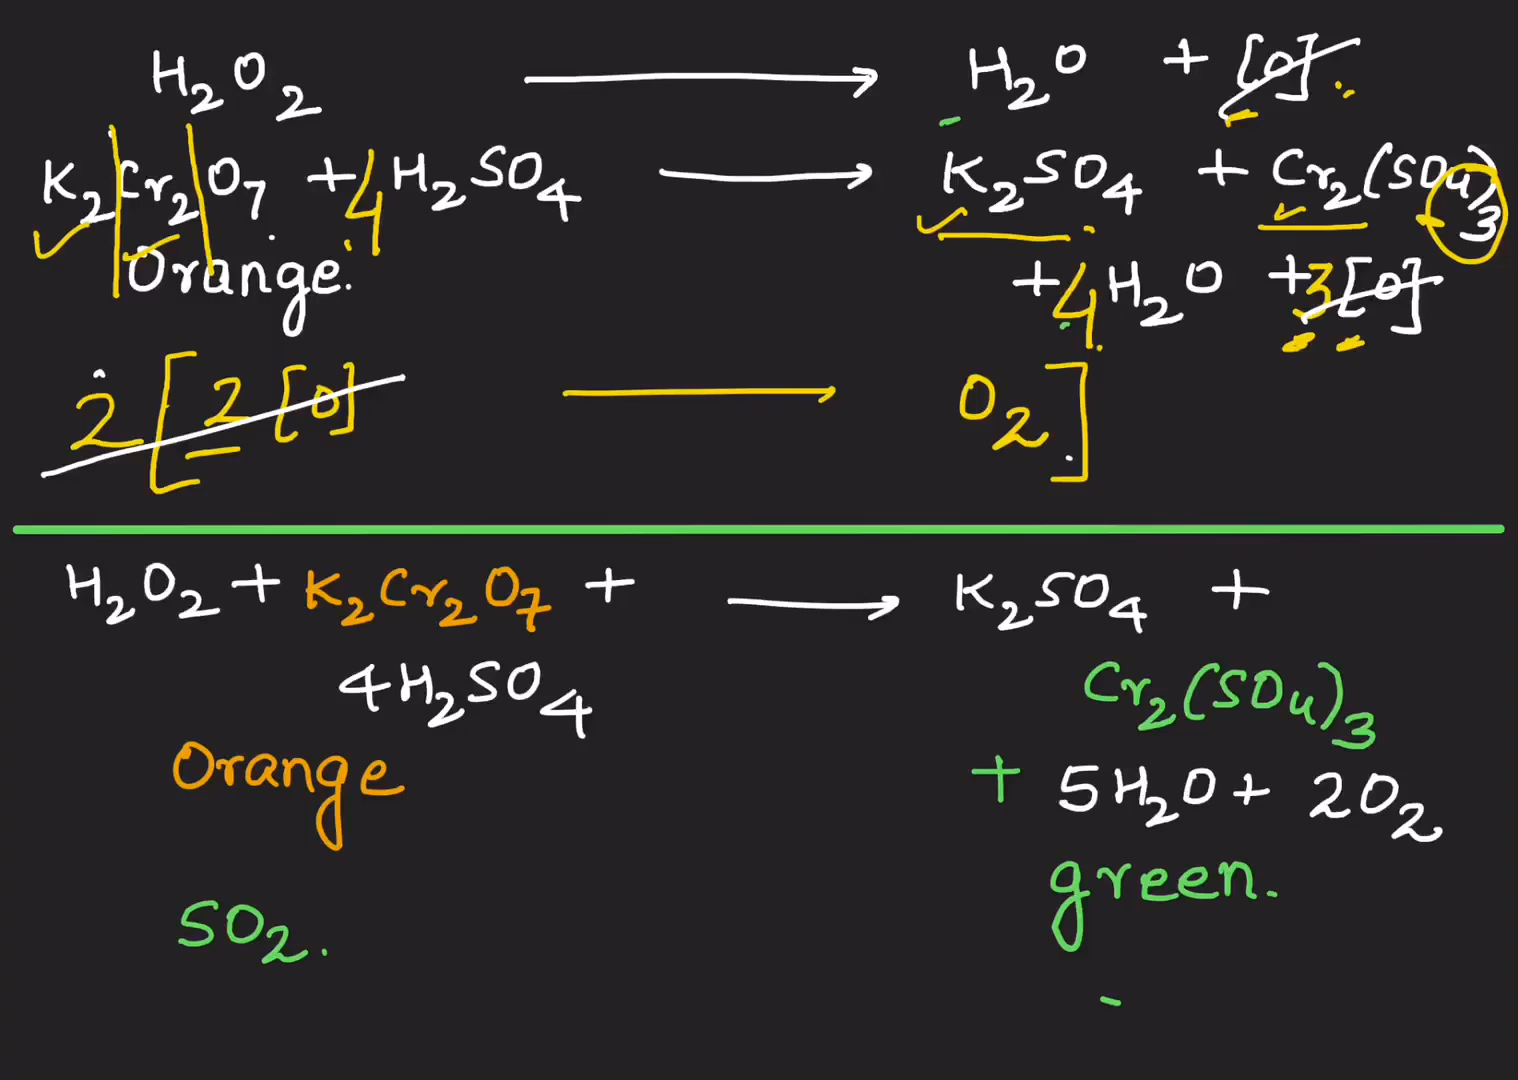 H₂O₂ ⟶ H₂O + [O]
K₂Cr₂O₇ + 4H₂SO₄ ⟶ K₂SO₄ + Cr₂(SO₄)₃
Orange. + 4H₂O + 3[O]
2[2[O] ⟶ O₂]
H₂O₂ + K₂Cr₂O₇ + ⟶ K₂SO₄ +
4H₂SO₄ Cr₂(SO₄)₃
Orange + 5H₂O + 2O₂
green.
SO₂.